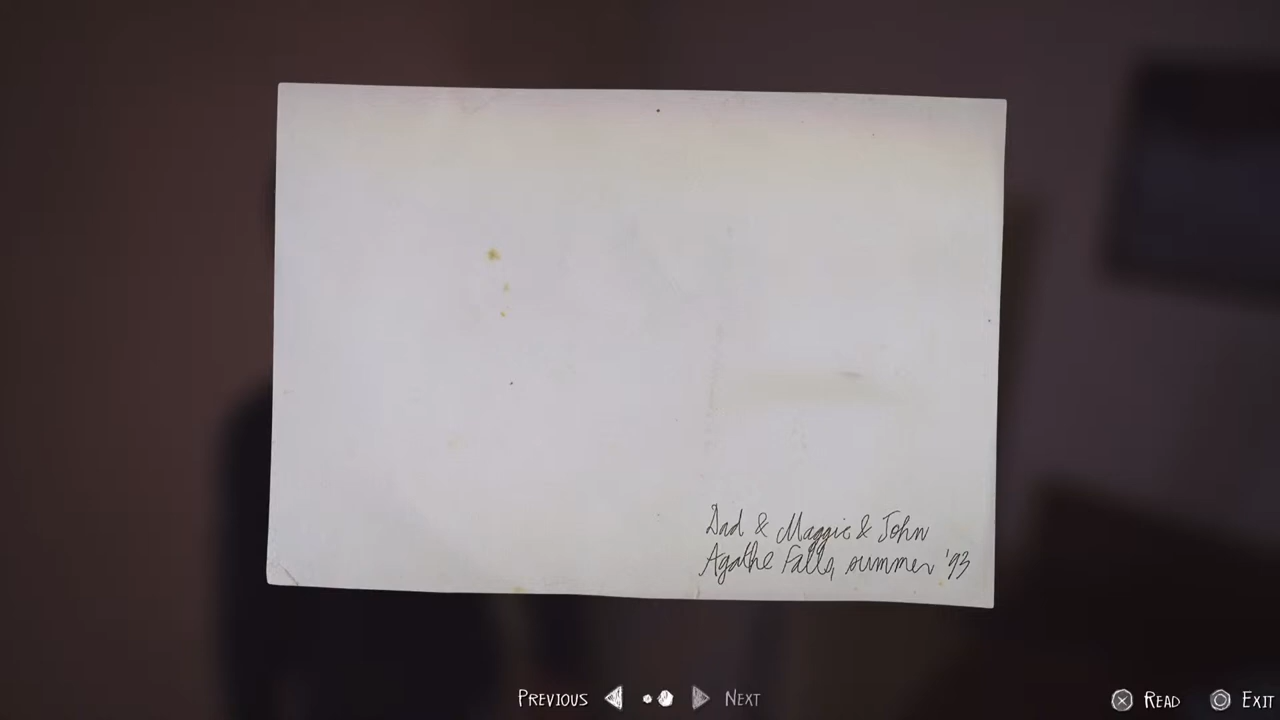 Dad & Maggie & John
Agathe Falls, summer '93
PREVIOUS NEXT
READ EXIT